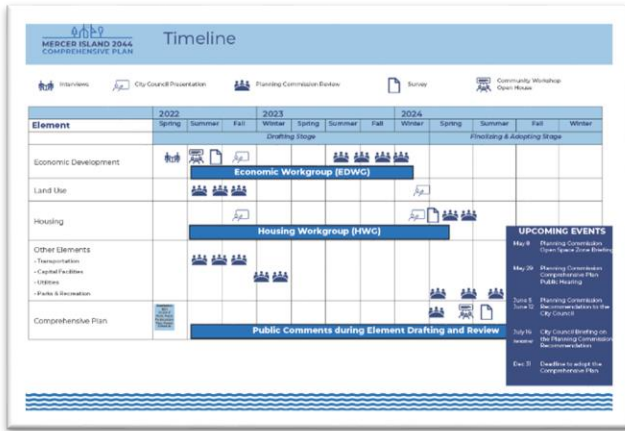 MERCER ISLAND 2044
COMPREHENSIVE PLAN
Timeline
Interviews
City Council Presentation
Planning Commission Review
Survey
Community Workshop
Open House
2022
2023
2024
Element
Spring
Summer
Fall
Winter
Spring
Summer
Fall
Winter
Spring
Summer
Fall
Winter
Drafting Stage
Finalizing & Adopting Stage
Economic Development
Economic Workgroup (EDWG)
Land Use
Housing
Housing Workgroup (HWG)
Other Elements
- Transportation
- Capital Facilities
- Utilities
- Parks & Recreation
Comprehensive Plan
Public Comments during Element Drafting and Review
UPCOMING EVENTS
May 8 Planning Commission
Open Space Zone Briefing
May 29 Planning Commission
Comprehensive Plan
Public Hearing
June 5 Planning Commission
June 12 Recommendation to the
City Council
July 16 City Council Briefing on
the Planning Commission
Recommendation
Dec 31 Deadline to adopt the
Comprehensive Plan